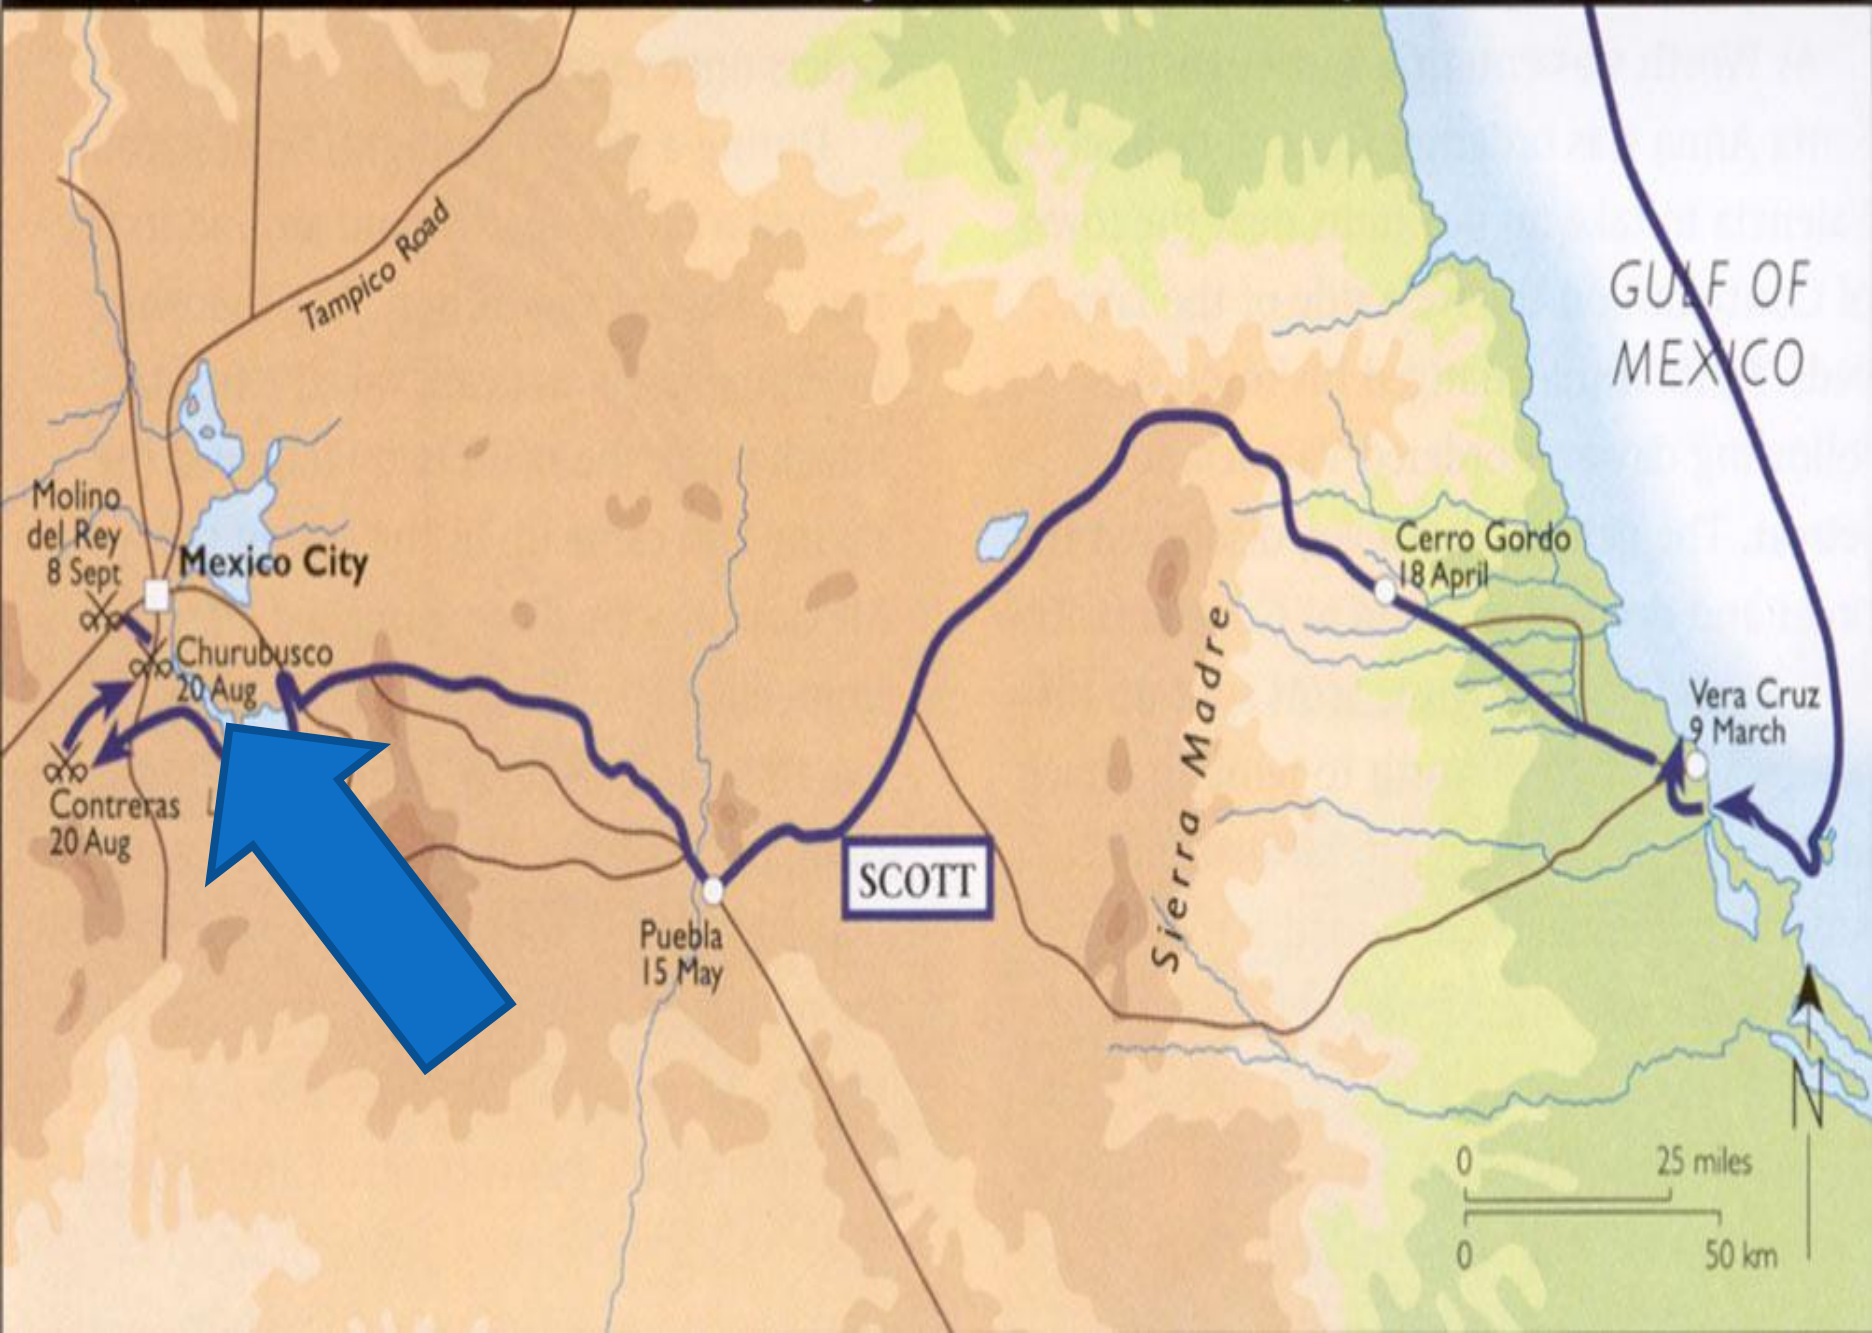 Tampico Road
GULF OF
MEXICO
Molino
del Rey
8 Sept
Mexico City
Cerro Gordo
18 April
Churubusco
20 Aug
Sierra Madre
Vera Cruz
9 March
Contreras
20 Aug
SCOTT
Puebla
15 May
N
0 25 miles
0 50 km